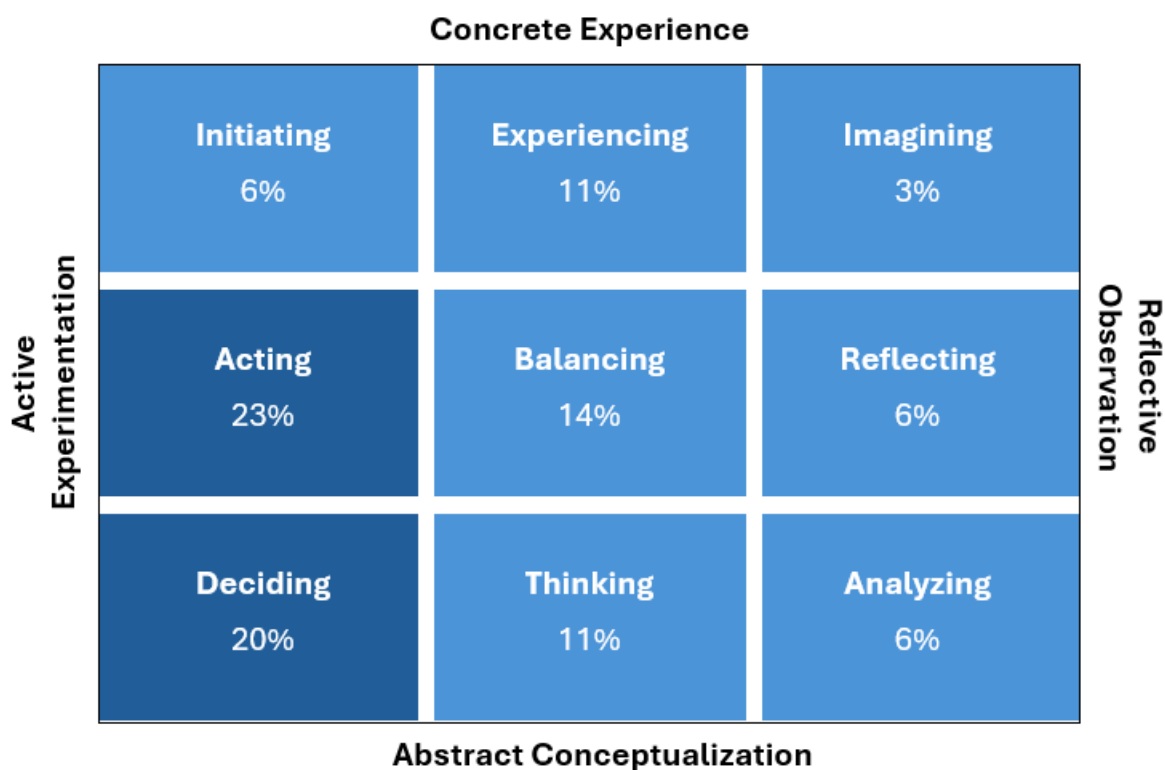 Concrete Experience
Initiating
6%
Experiencing
11%
Imagining
3%
Active
Experimentation
Acting
23%
Balancing
14%
Reflecting
6%
Reflective
Observation
Deciding
20%
Thinking
11%
Analyzing
6%
Abstract Conceptualization